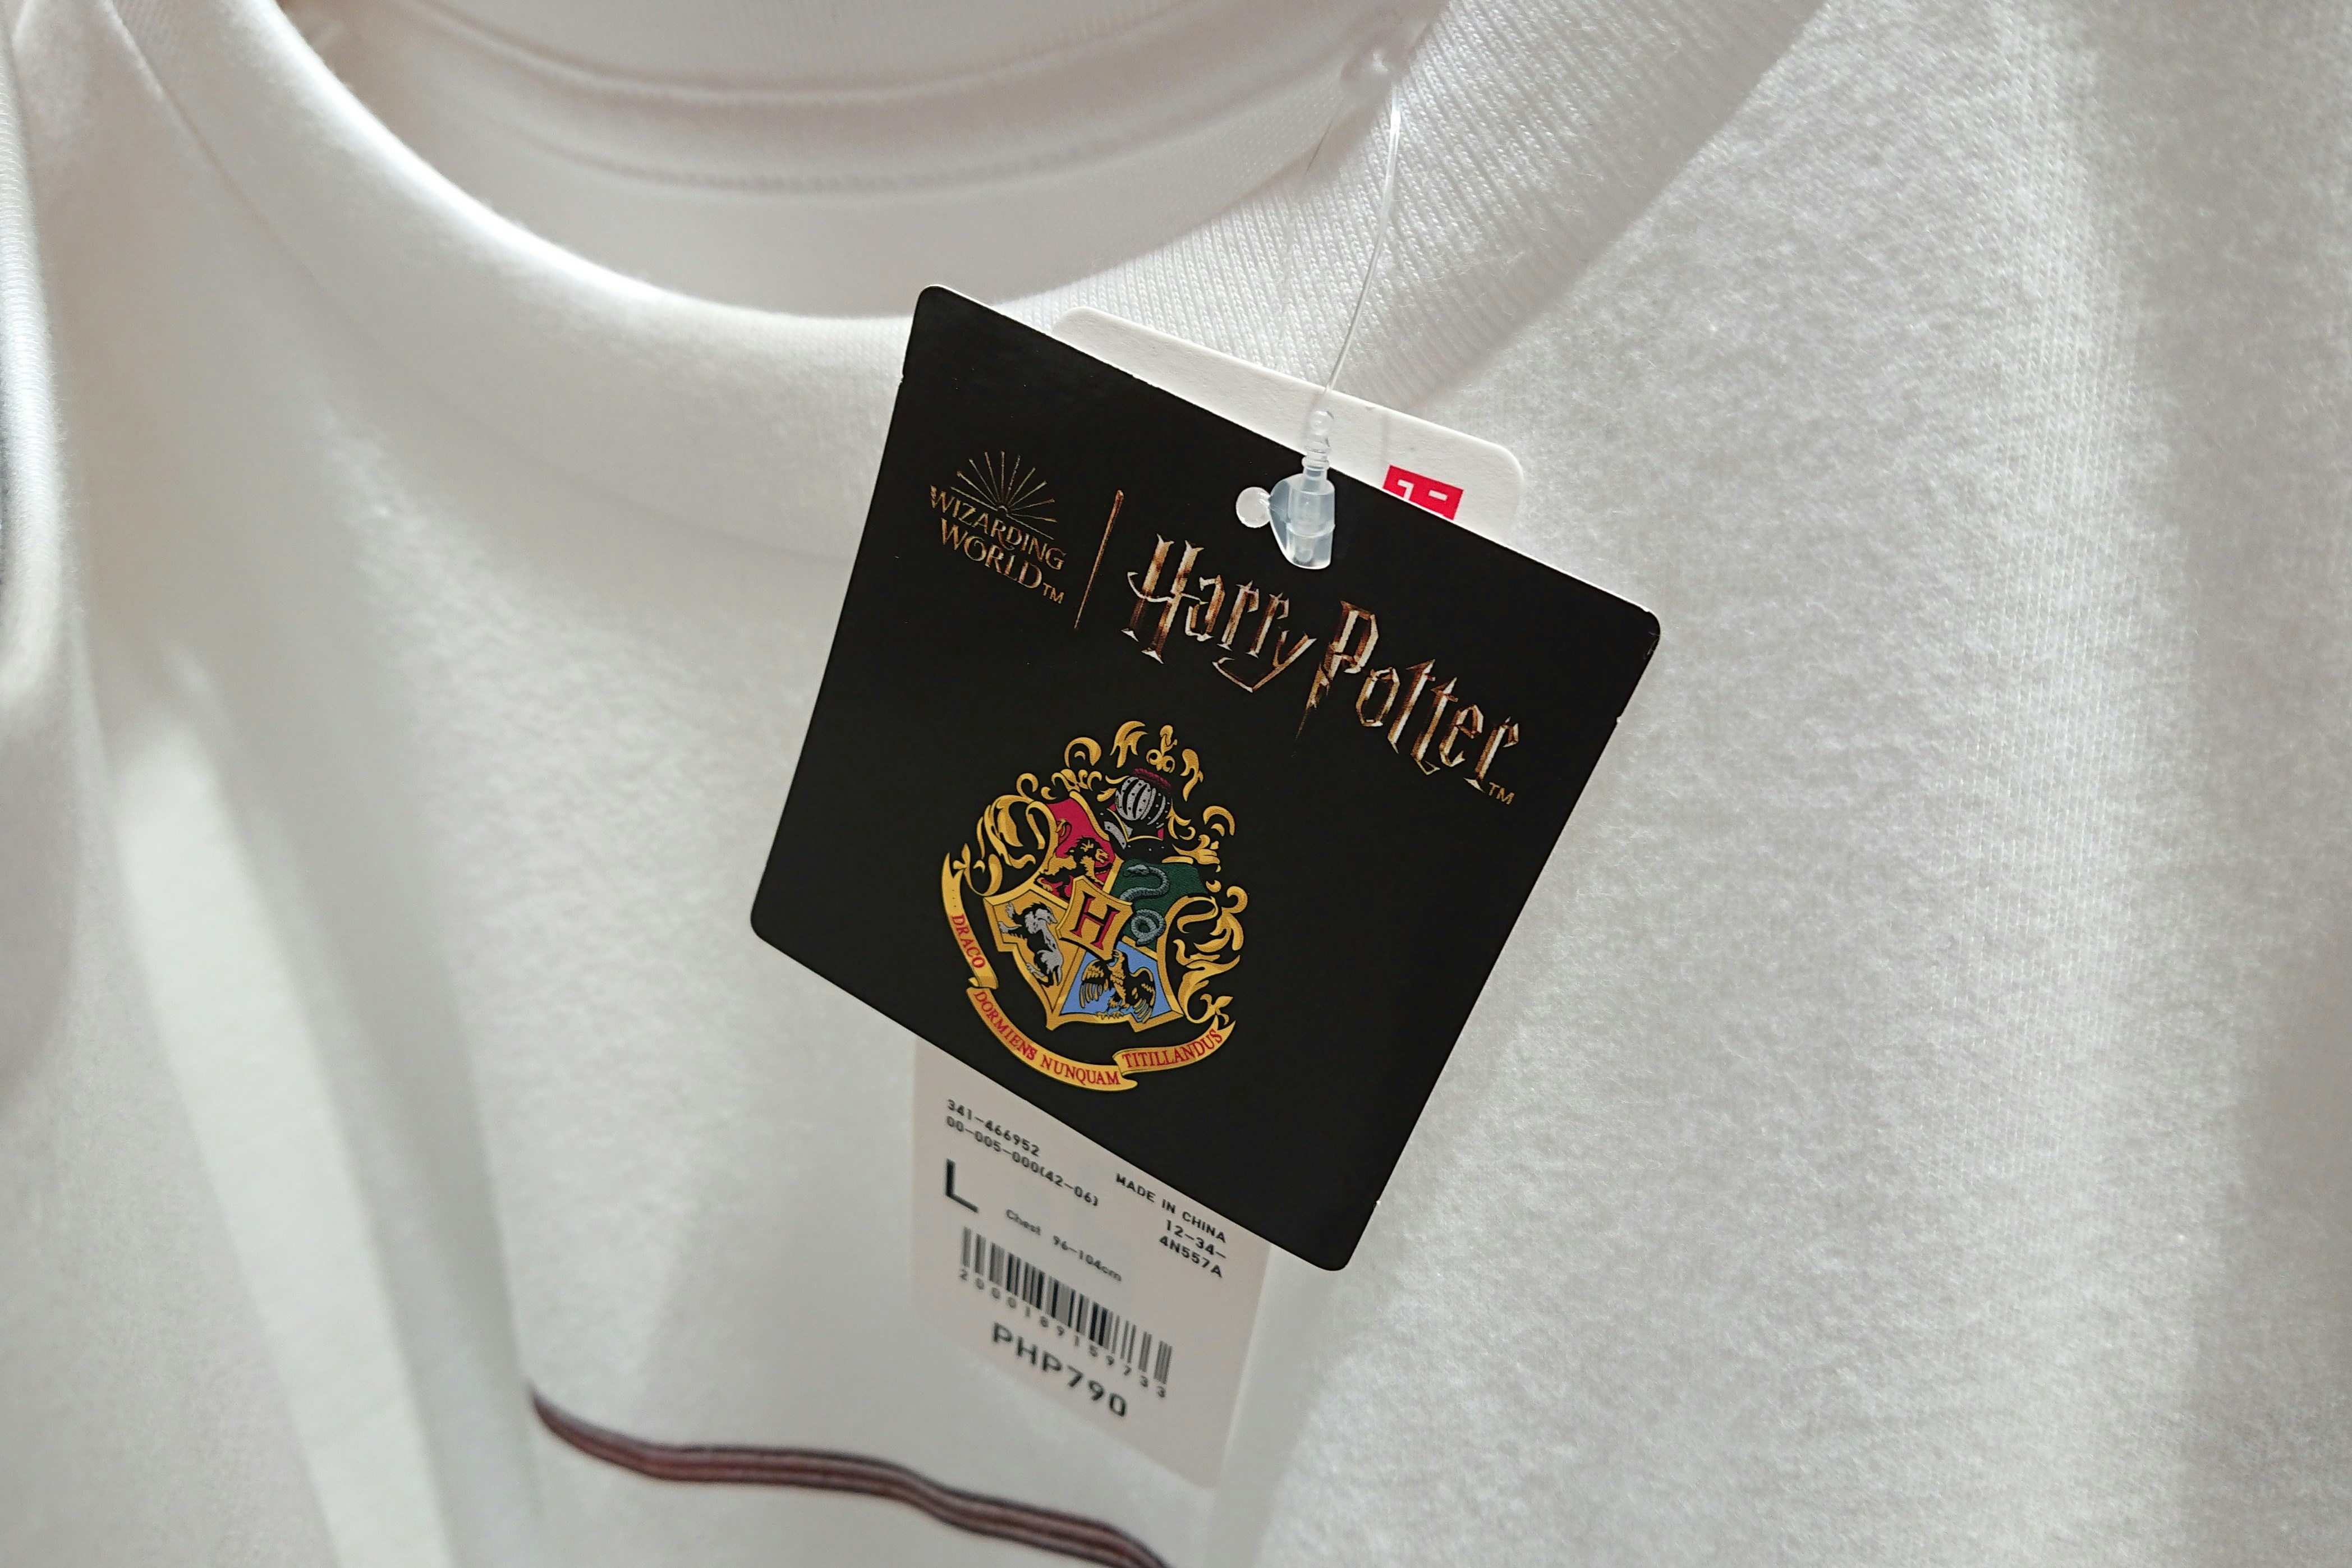 WIZARDING
WORLD™
Harry Potter™
H
DRACO DORMIENS NUNQUAM TITILLANDUS
341-466952
00-005-000(42-06)
MADE IN CHINA
L
12-34-
4N557A
Chest 96-104cm
2000189159733
PHP790